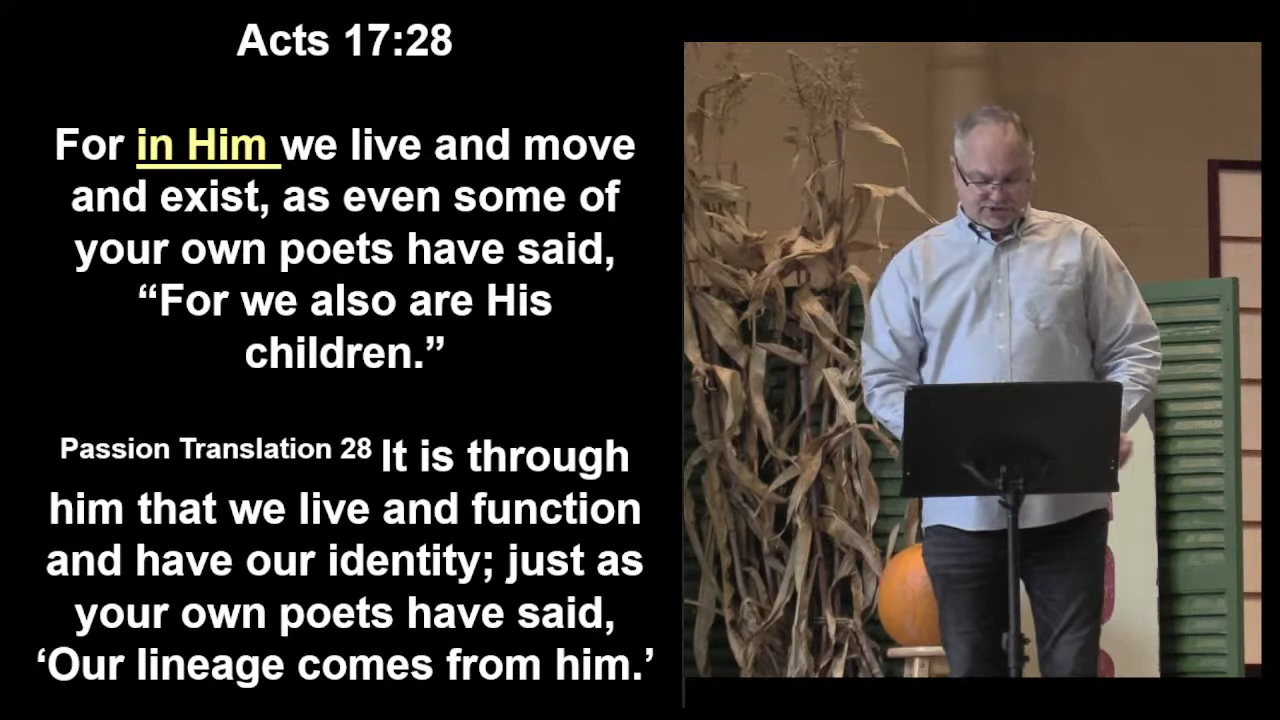 Acts 17:28
For in Him we live and move
and exist, as even some of
your own poets have said,
“For we also are His
children.”
Passion Translation 28 It is through
him that we live and function
and have our identity; just as
your own poets have said,
‘Our lineage comes from him.’